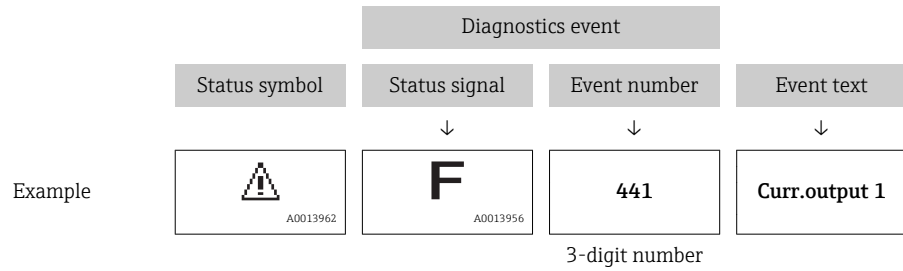 Diagnostics event
Status symbol Status signal Event number Event text
↓ ↓ ↓
Example F 441 Curr.output 1
A0013962 A0013956
3-digit number